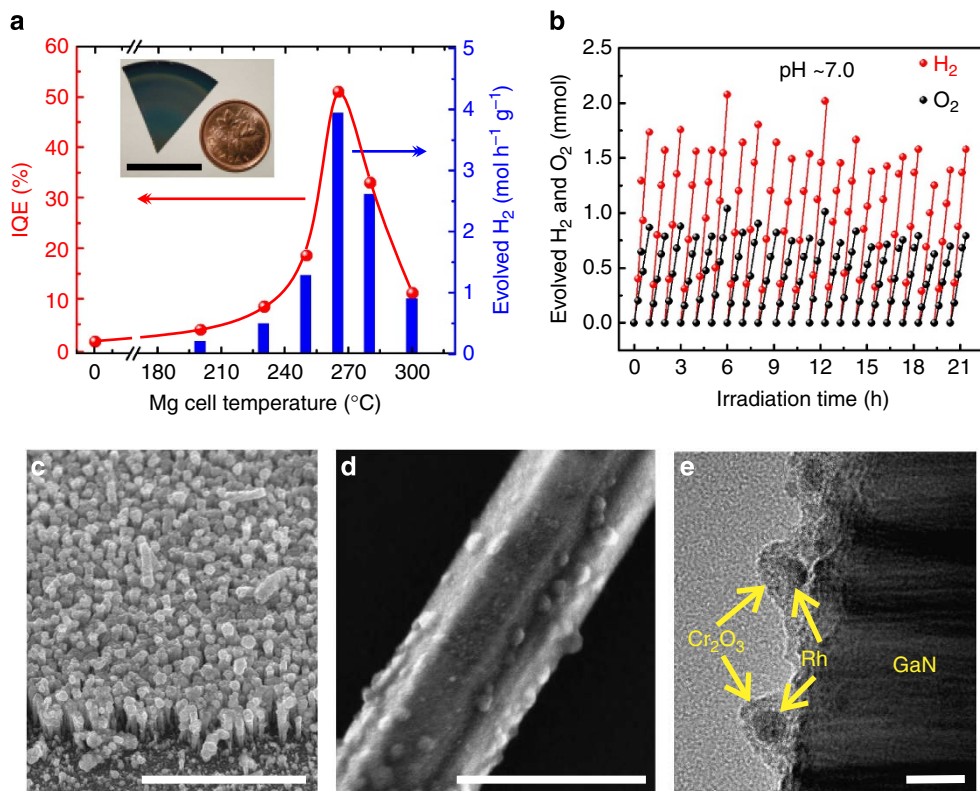 a
60
50
40
30
20
10
0
IQE (%)
5
4
3
2
1
0
Evolved H₂ (mol h⁻¹ g⁻¹)
0 180 210 240 270 300
Mg cell temperature (°C)
b
2.5
2.0
1.5
1.0
0.5
0.0
Evolved H₂ and O₂ (mmol)
pH ~7.0
H₂
O₂
0 3 6 9 12 15 18 21
Irradiation time (h)
c
d
e
Cr₂O₃
Rh
GaN